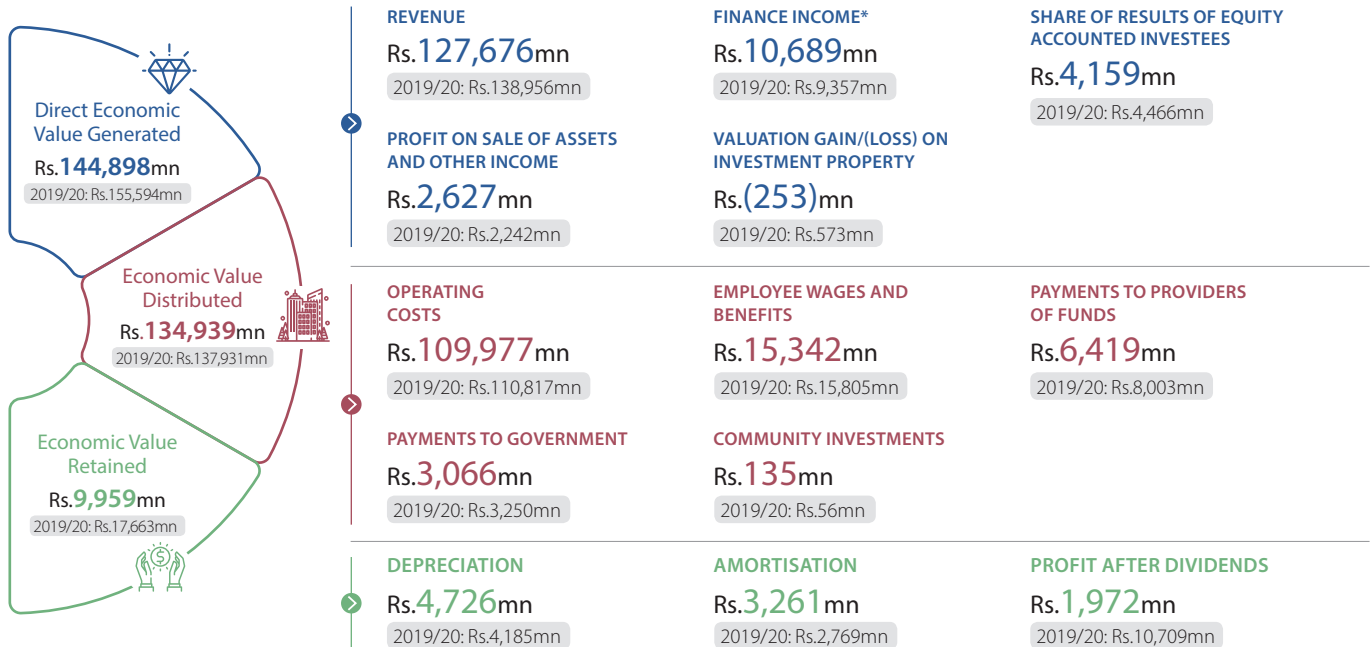 Direct Economic
Value Generated
Rs.144,898mn
2019/20: Rs.155,594mn
REVENUE
Rs.127,676mn
2019/20: Rs.138,956mn
FINANCE INCOME*
Rs.10,689mn
2019/20: Rs.9,357mn
SHARE OF RESULTS OF EQUITY
ACCOUNTED INVESTEES
Rs.4,159mn
2019/20: Rs.4,466mn
PROFIT ON SALE OF ASSETS
AND OTHER INCOME
Rs.2,627mn
2019/20: Rs.2,242mn
VALUATION GAIN/(LOSS) ON
INVESTMENT PROPERTY
Rs.(253)mn
2019/20: Rs.573mn
Economic Value
Distributed
Rs.134,939mn
2019/20: Rs.137,931mn
OPERATING
COSTS
Rs.109,977mn
2019/20: Rs.110,817mn
EMPLOYEE WAGES AND
BENEFITS
Rs.15,342mn
2019/20: Rs.15,805mn
PAYMENTS TO PROVIDERS
OF FUNDS
Rs.6,419mn
2019/20: Rs.8,003mn
PAYMENTS TO GOVERNMENT
Rs.3,066mn
2019/20: Rs.3,250mn
COMMUNITY INVESTMENTS
Rs.135mn
2019/20: Rs.56mn
Economic Value
Retained
Rs.9,959mn
2019/20: Rs.17,663mn
DEPRECIATION
Rs.4,726mn
2019/20: Rs.4,185mn
AMORTISATION
Rs.3,261mn
2019/20: Rs.2,769mn
PROFIT AFTER DIVIDENDS
Rs.1,972mn
2019/20: Rs.10,709mn